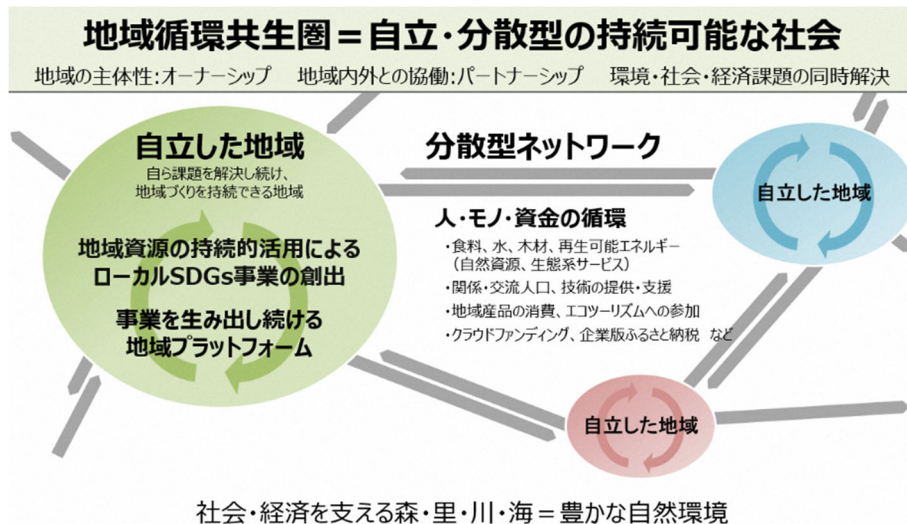 地域循環共生圏＝自立・分散型の持続可能な社会
地域の主体性:オーナーシップ　地域内外との協働:パートナーシップ　環境・社会・経済課題の同時解決
自立した地域
自ら課題を解決し続け、
地域づくりを持続できる地域
地域資源の持続的活用による
ローカルSDGs事業の創出
事業を生み出し続ける
地域プラットフォーム
分散型ネットワーク
人・モノ・資金の循環
・食料、水、木材、再生可能エネルギー
（自然資源、生態系サービス）
・関係・交流人口、技術の提供・支援
・地域産品の消費、エコツーリズムへの参加
・クラウドファンディング、企業版ふるさと納税　など
自立した地域
自立した地域
社会・経済を支える森・里・川・海＝豊かな自然環境